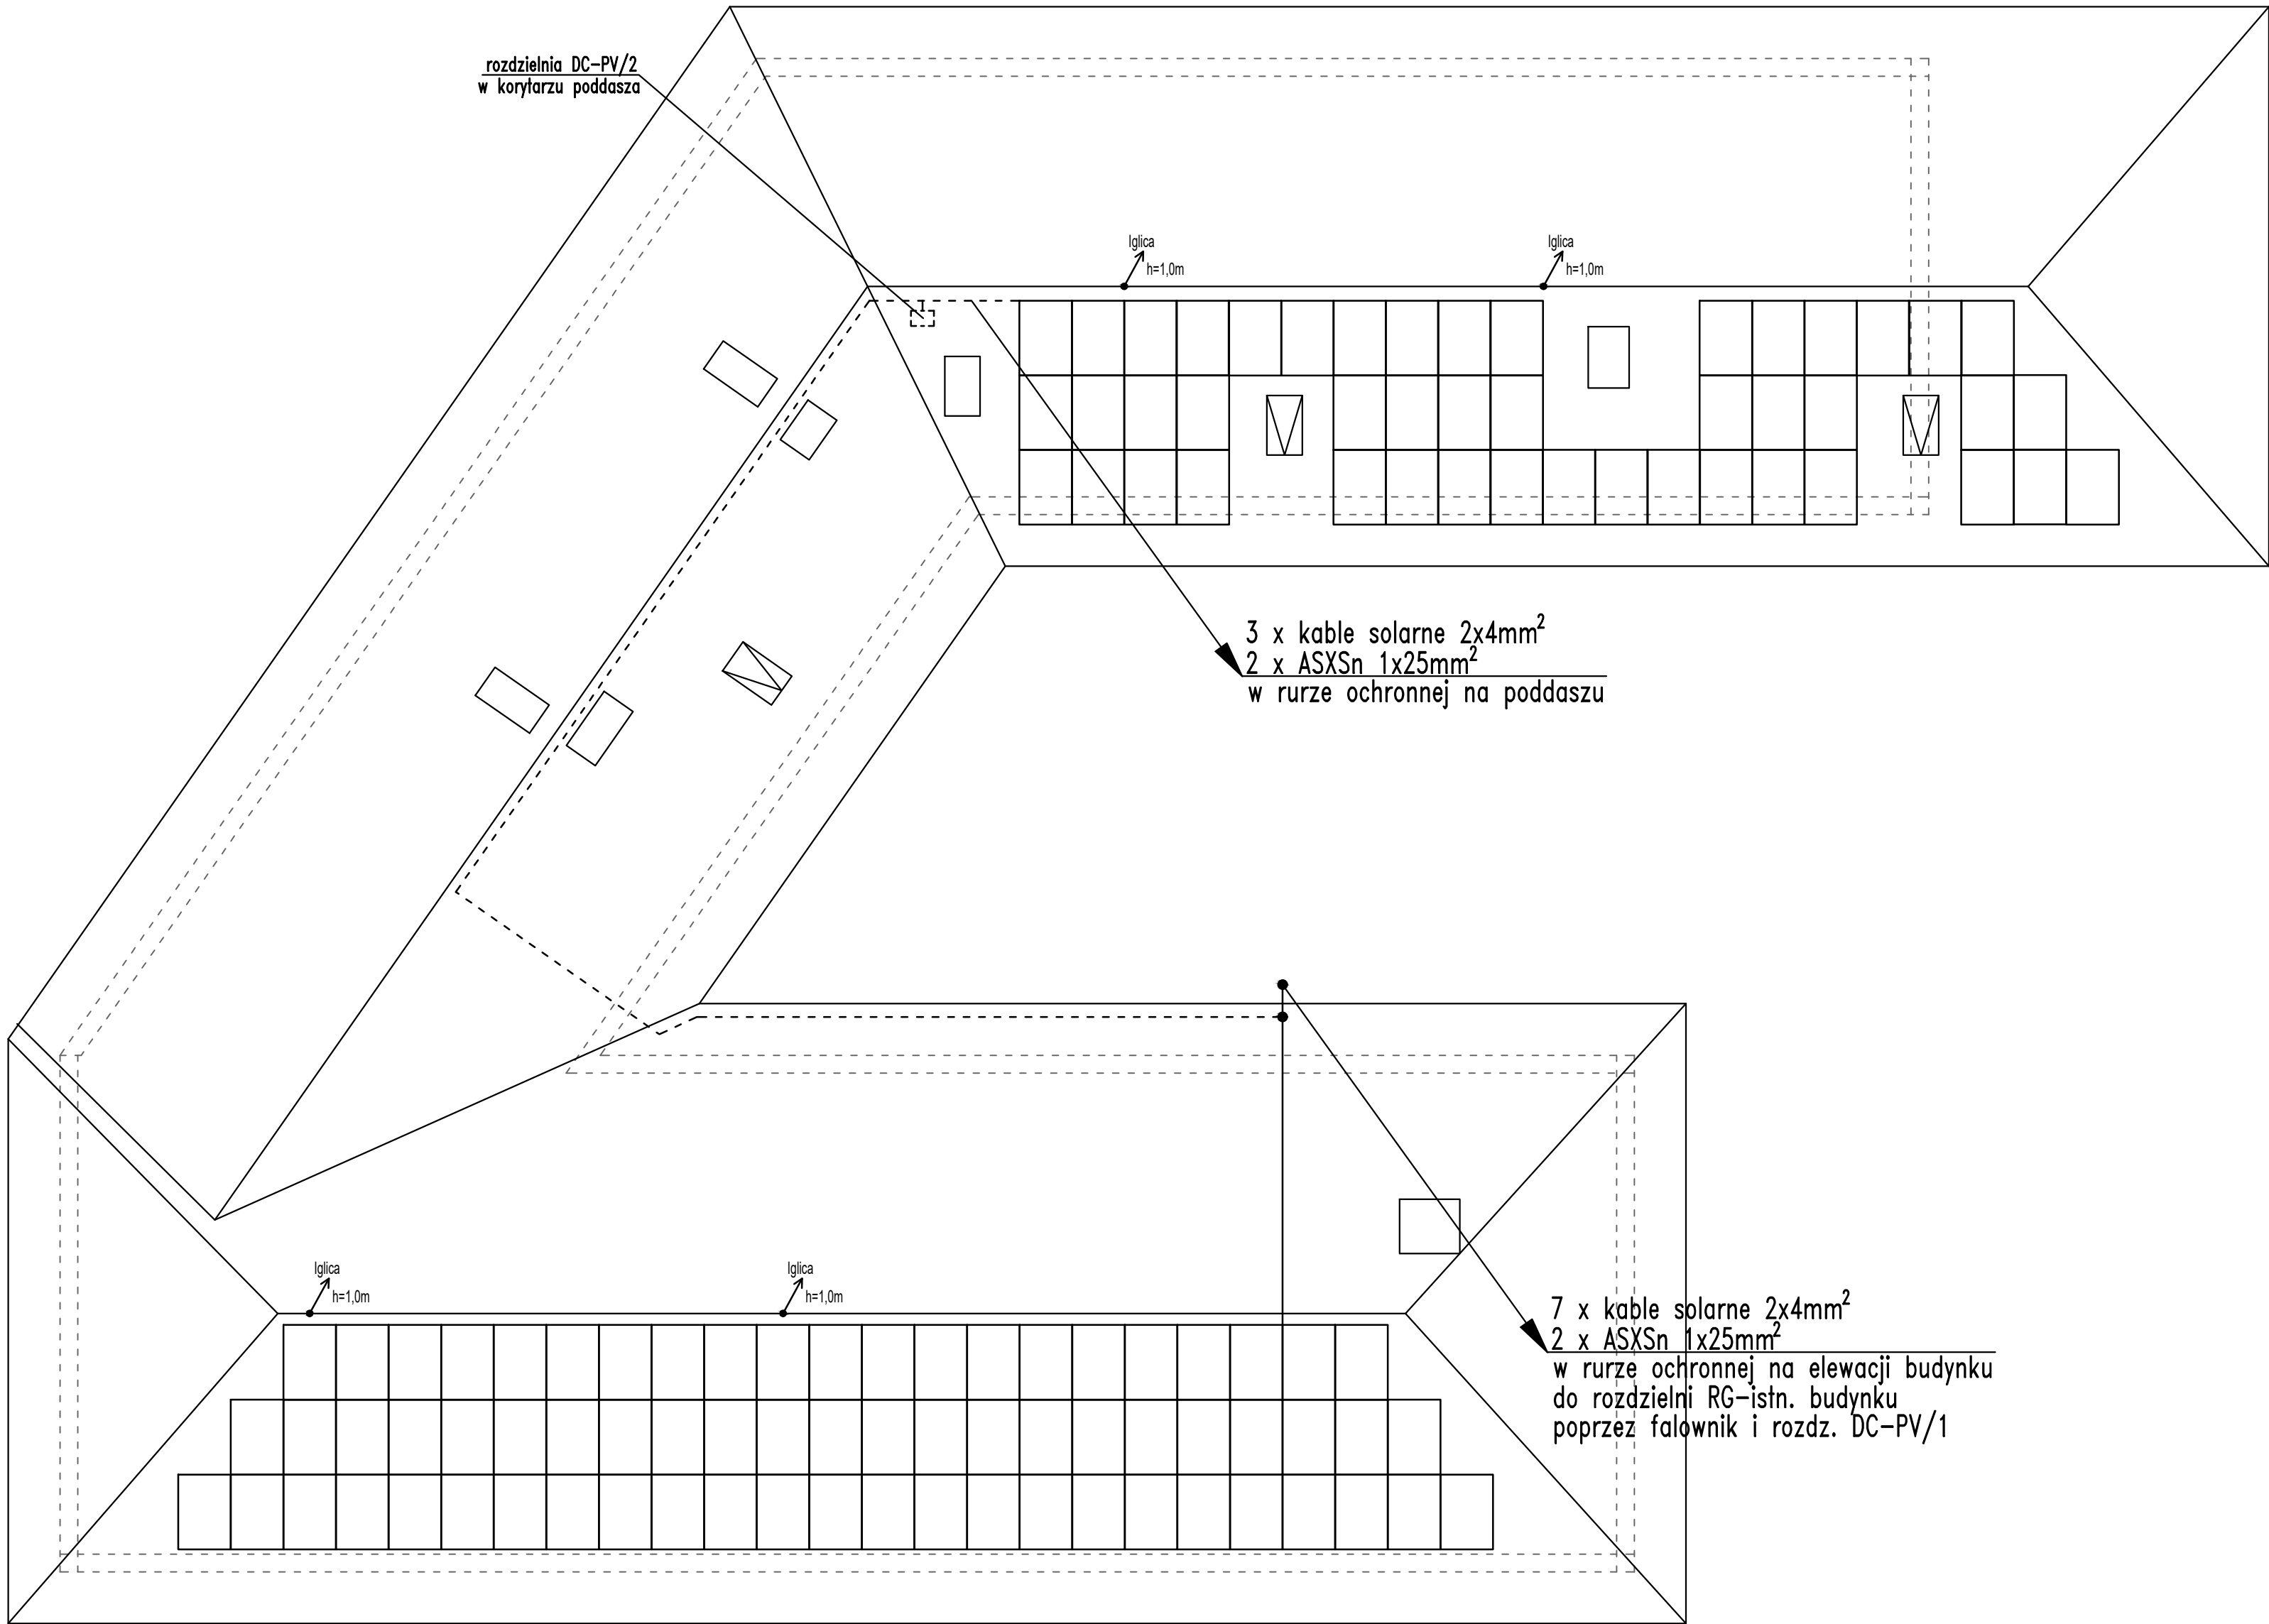 rozdzielnia DC-PV/2
w korytarzu poddasza
Iglica
h=1,0m
Iglica
h=1,0m
3 x kable solarne 2x4mm²
2 x ASXSn 1x25mm²
w rurze ochronnej na poddaszu
Iglica
h=1,0m
Iglica
h=1,0m
7 x kable solarne 2x4mm²
2 x ASXSn 1x25mm²
w rurze ochronnej na elewacji budynku
do rozdzielni RG-istn. budynku
poprzez falownik i rozdz. DC-PV/1